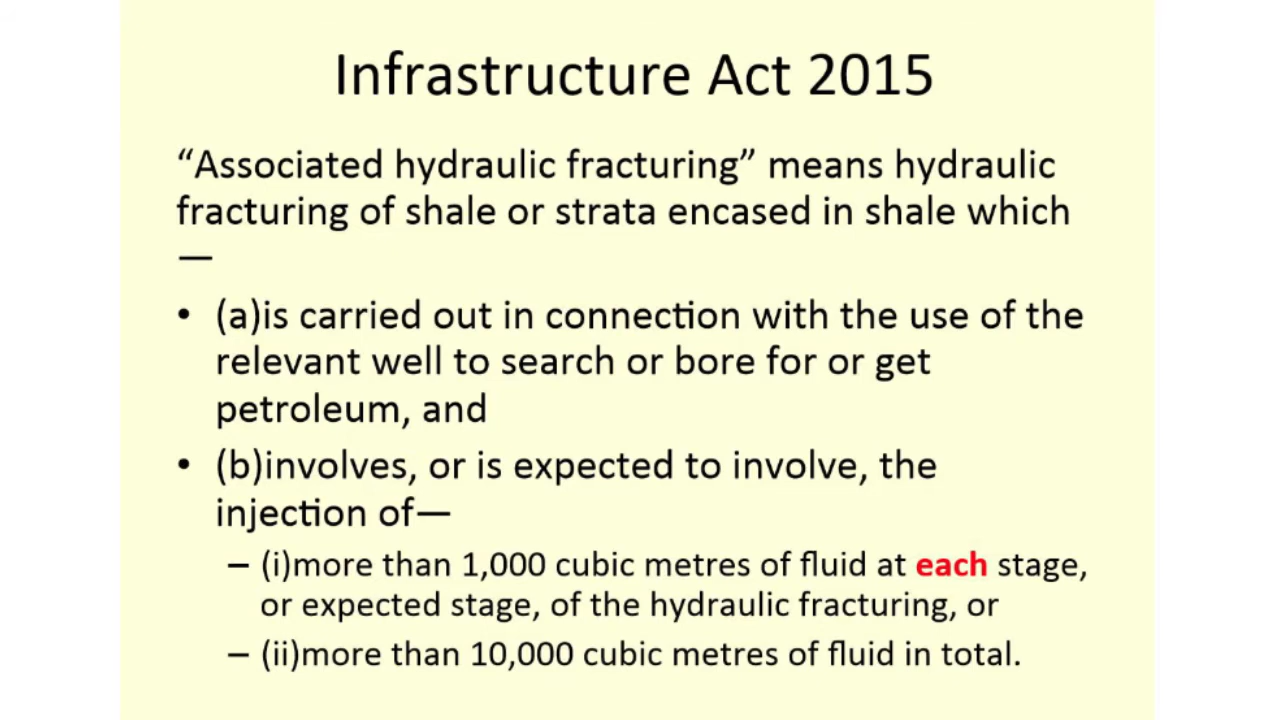 Infrastructure Act 2015
“Associated hydraulic fracturing” means hydraulic
fracturing of shale or strata encased in shale which
—
• (a)is carried out in connection with the use of the
relevant well to search or bore for or get
petroleum, and
• (b)involves, or is expected to involve, the
injection of—
– (i)more than 1,000 cubic metres of fluid at each stage,
or expected stage, of the hydraulic fracturing, or
– (ii)more than 10,000 cubic metres of fluid in total.